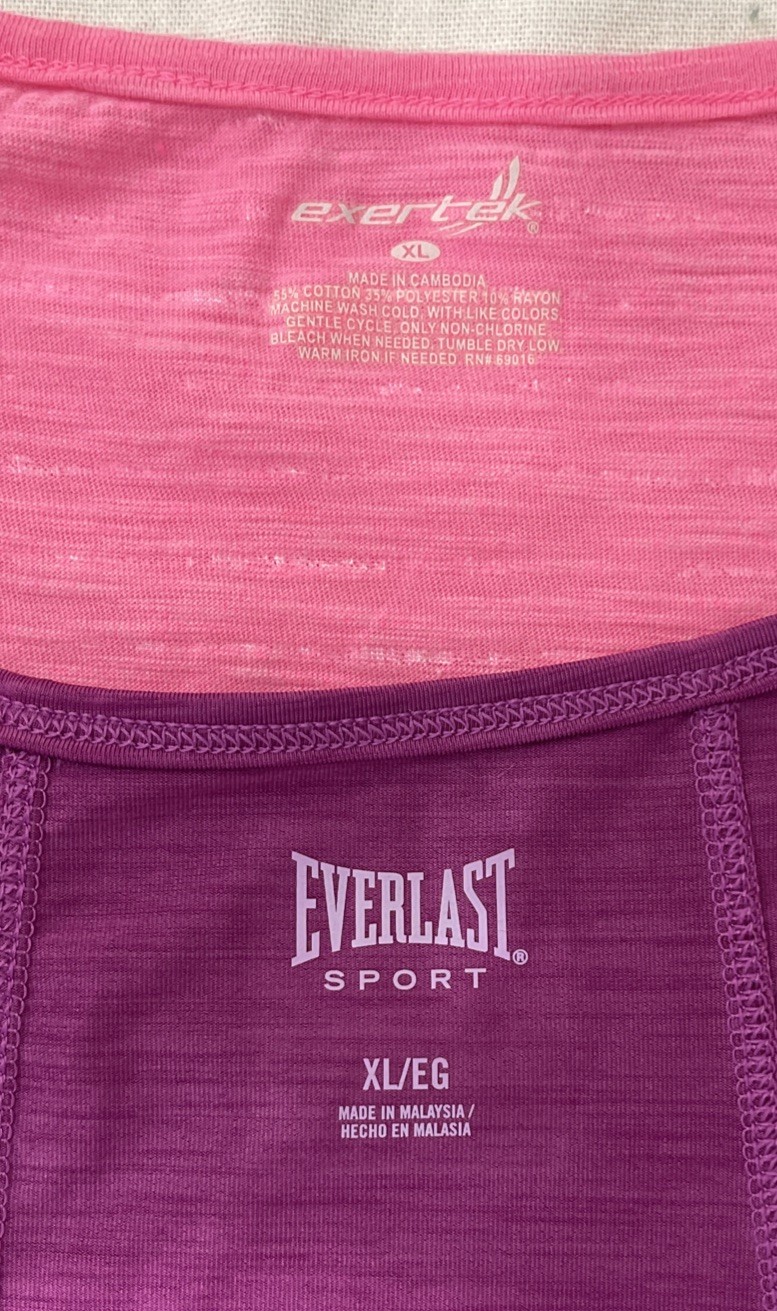 exertek®
XL
MADE IN CAMBODIA
55% COTTON 35% POLYESTER 10% RAYON
MACHINE WASH COLD, WITH LIKE COLORS,
GENTLE CYCLE, ONLY NON-CHLORINE
BLEACH WHEN NEEDED, TUMBLE DRY LOW,
WARM IRON IF NEEDED. RN# 69016
EVERLAST®
SPORT
XL/EG
MADE IN MALAYSIA /
HECHO EN MALASIA